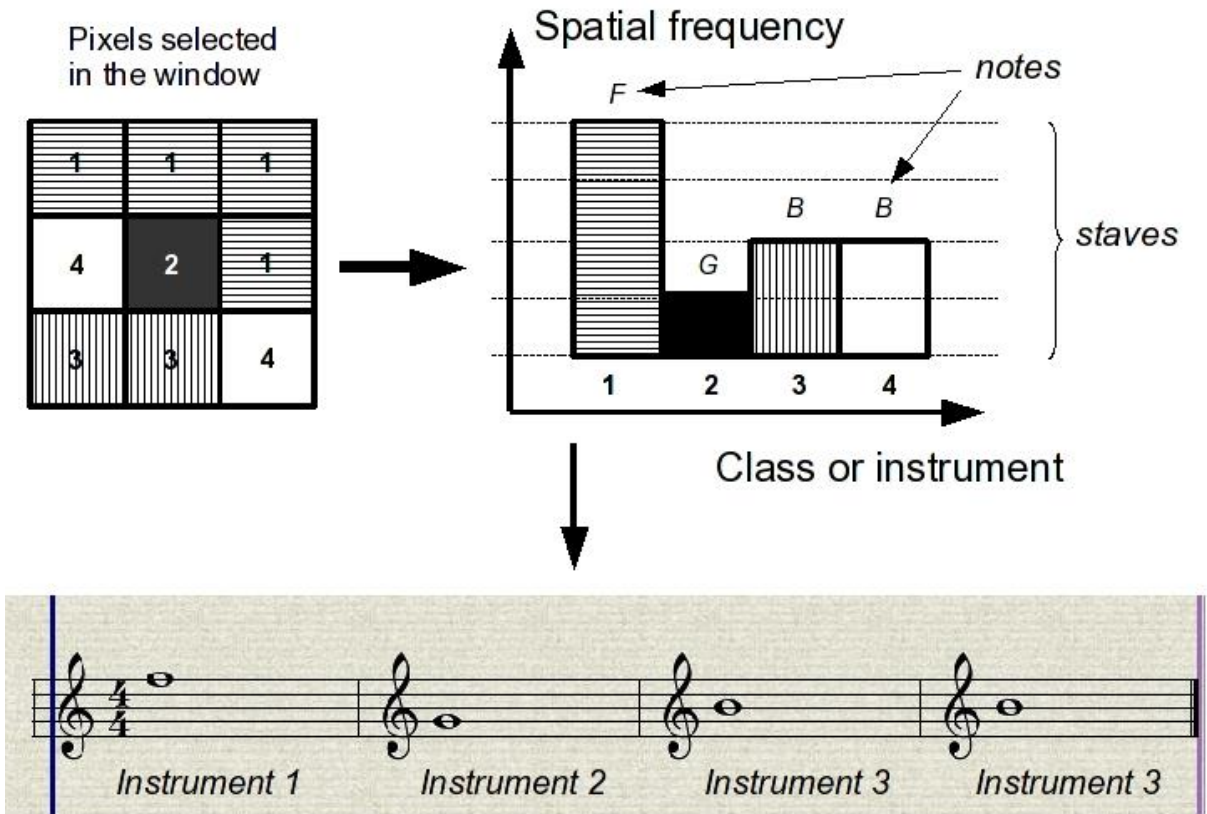 Pixels selected
in the window
1 1 1
4 2 1
3 3 4
Spatial frequency
notes
F
B B
G
staves
1 2 3 4
Class or instrument
4
4
Instrument 1 Instrument 2 Instrument 3 Instrument 3